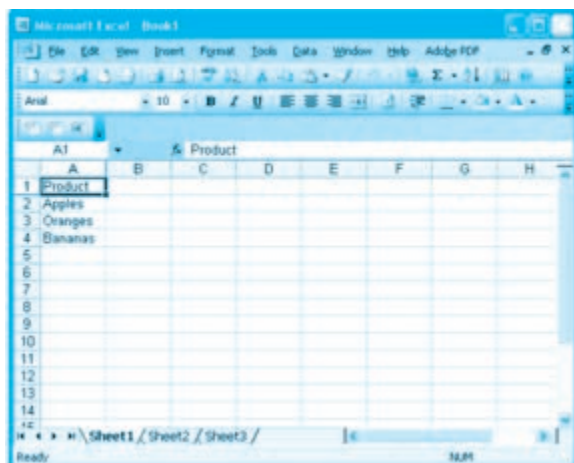 Microsoft Excel - Book1
File Edit View Insert Format Tools Data Window Help Adobe PDF
Arial 10 B I U
A1 fx Product
A B C D E F G H
1 Product
2 Apples
3 Oranges
4 Bananas
5
6
7
8
9
10
11
12
13
14
15
Sheet1 / Sheet2 / Sheet3 /
Ready NUM